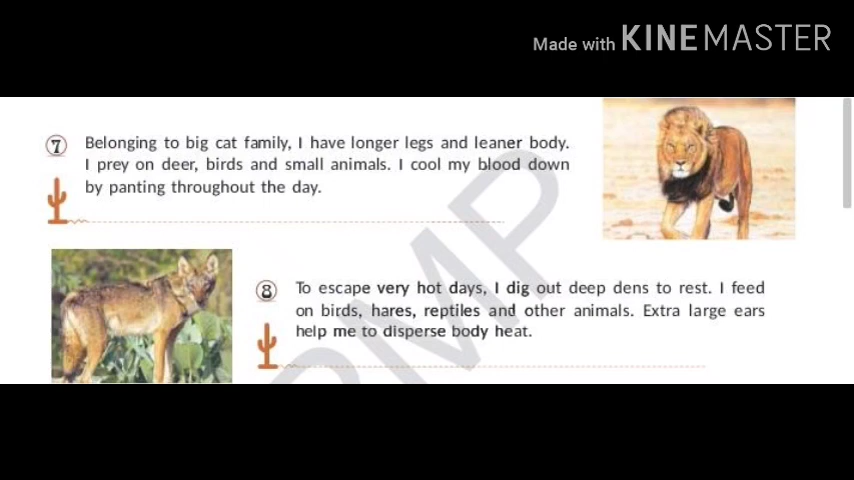 Made with KINEMASTER
7 Belonging to big cat family, I have longer legs and leaner body.
I prey on deer, birds and small animals. I cool my blood down
by panting throughout the day.
8 To escape very hot days, I dig out deep dens to rest. I feed
on birds, hares, reptiles and other animals. Extra large ears
help me to disperse body heat.